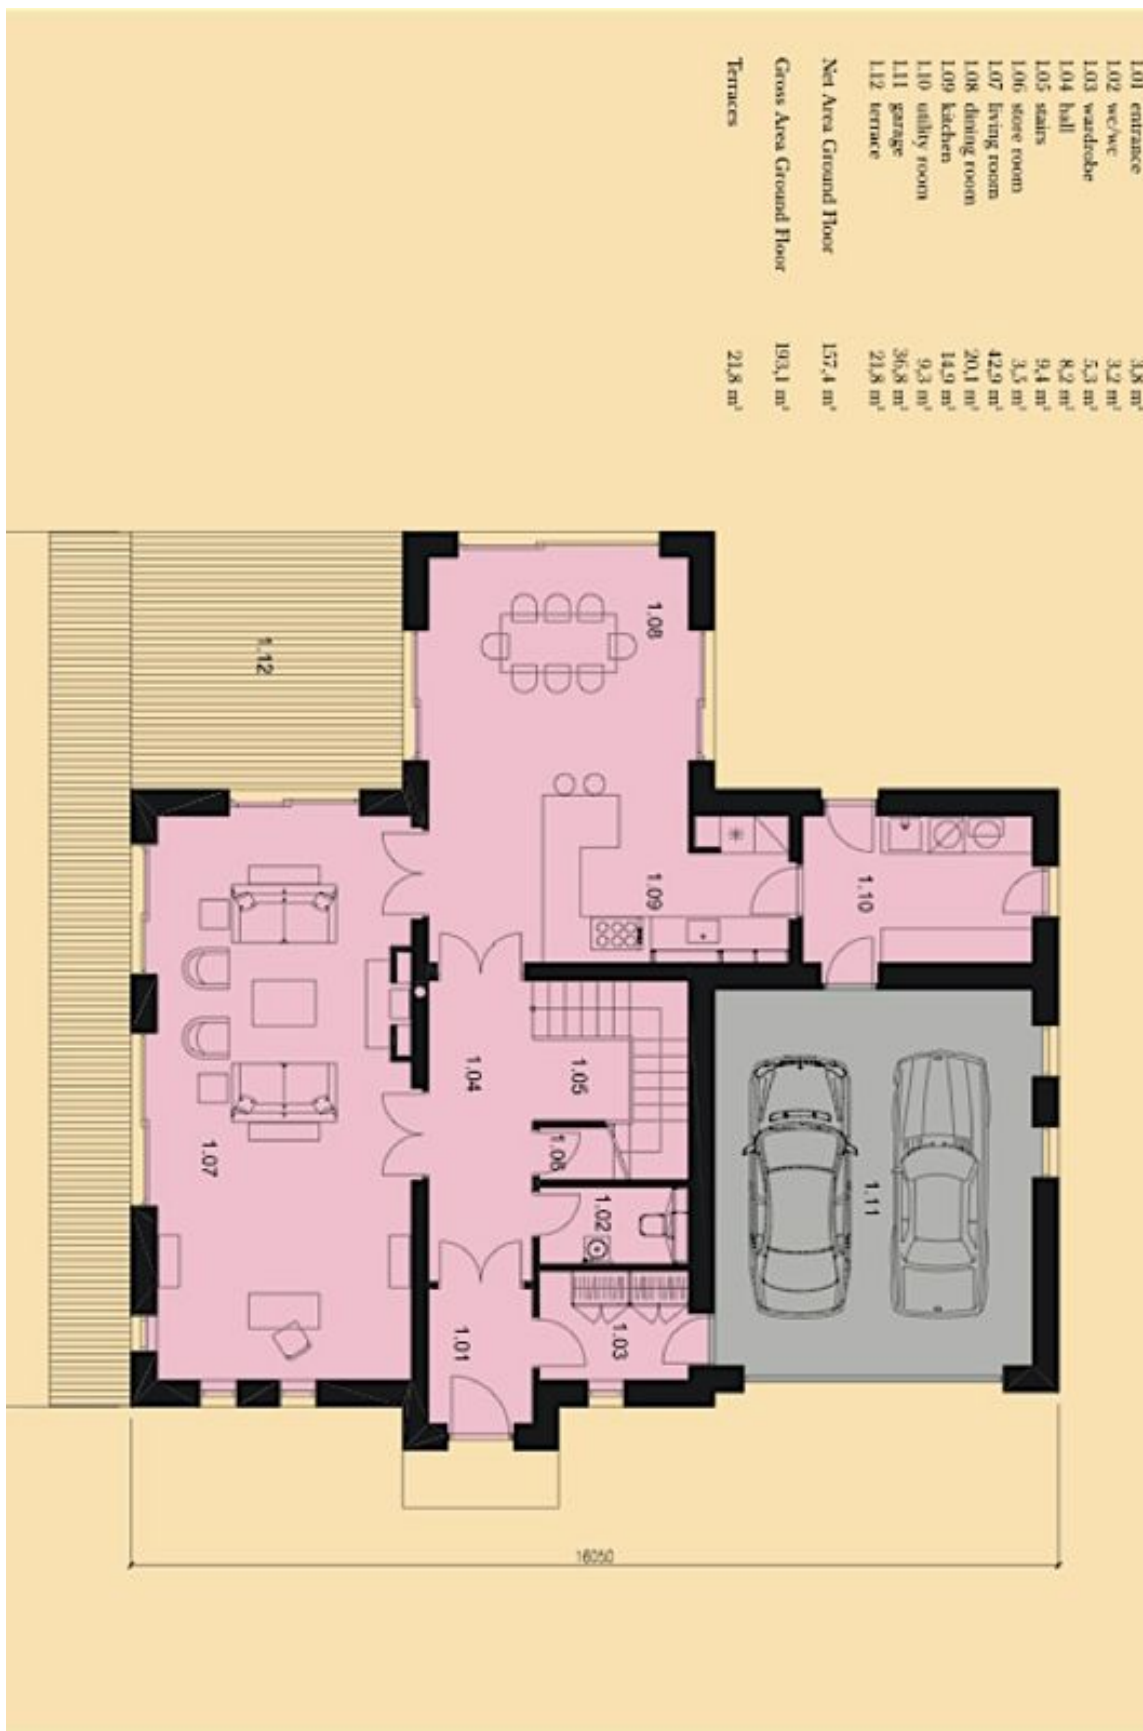 1.01 entrance 3,8 m²
1.02 wc/wc 3,2 m²
1.03 wardrobe 5,3 m²
1.04 hall 8,2 m²
1.05 stairs 9,4 m²
1.06 store room 3,5 m²
1.07 living room 42,9 m²
1.08 dining room 20,1 m²
1.09 kitchen 14,9 m²
1.10 utility room 9,3 m²
1.11 garage 36,8 m²
1.12 terrace 21,8 m²
Net Area Ground Floor 157,4 m²
Gross Area Ground Floor 193,1 m²
Terraces 21,8 m²
1.08
1.12
1.09
1.10
1.04
1.05
1.06
1.07
1.02
1.11
1.01
1.03
16050